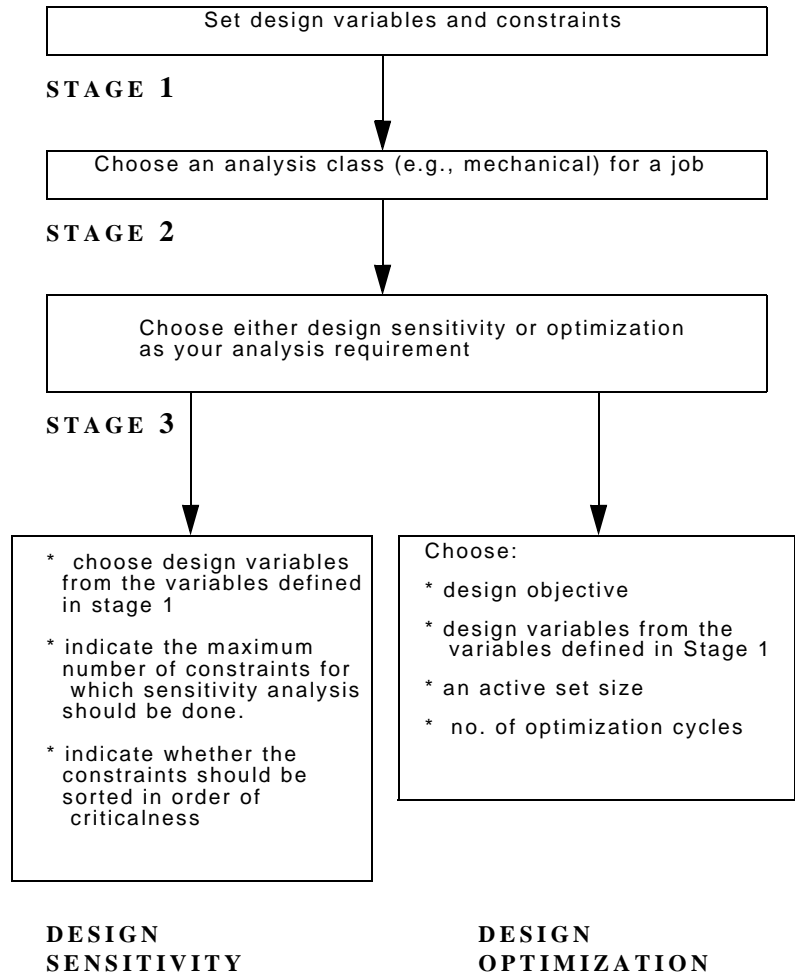 Set design variables and constraints
STAGE 1
Choose an analysis class (e.g., mechanical) for a job
STAGE 2
Choose either design sensitivity or optimization
as your analysis requirement
STAGE 3
* choose design variables
from the variables defined
in stage 1
* indicate the maximum
number of constraints for
which sensitivity analysis
should be done.
* indicate whether the
constraints should be
sorted in order of
criticalness
Choose:
* design objective
* design variables from the
variables defined in Stage 1
* an active set size
* no. of optimization cycles
DESIGN
SENSITIVITY
DESIGN
OPTIMIZATION